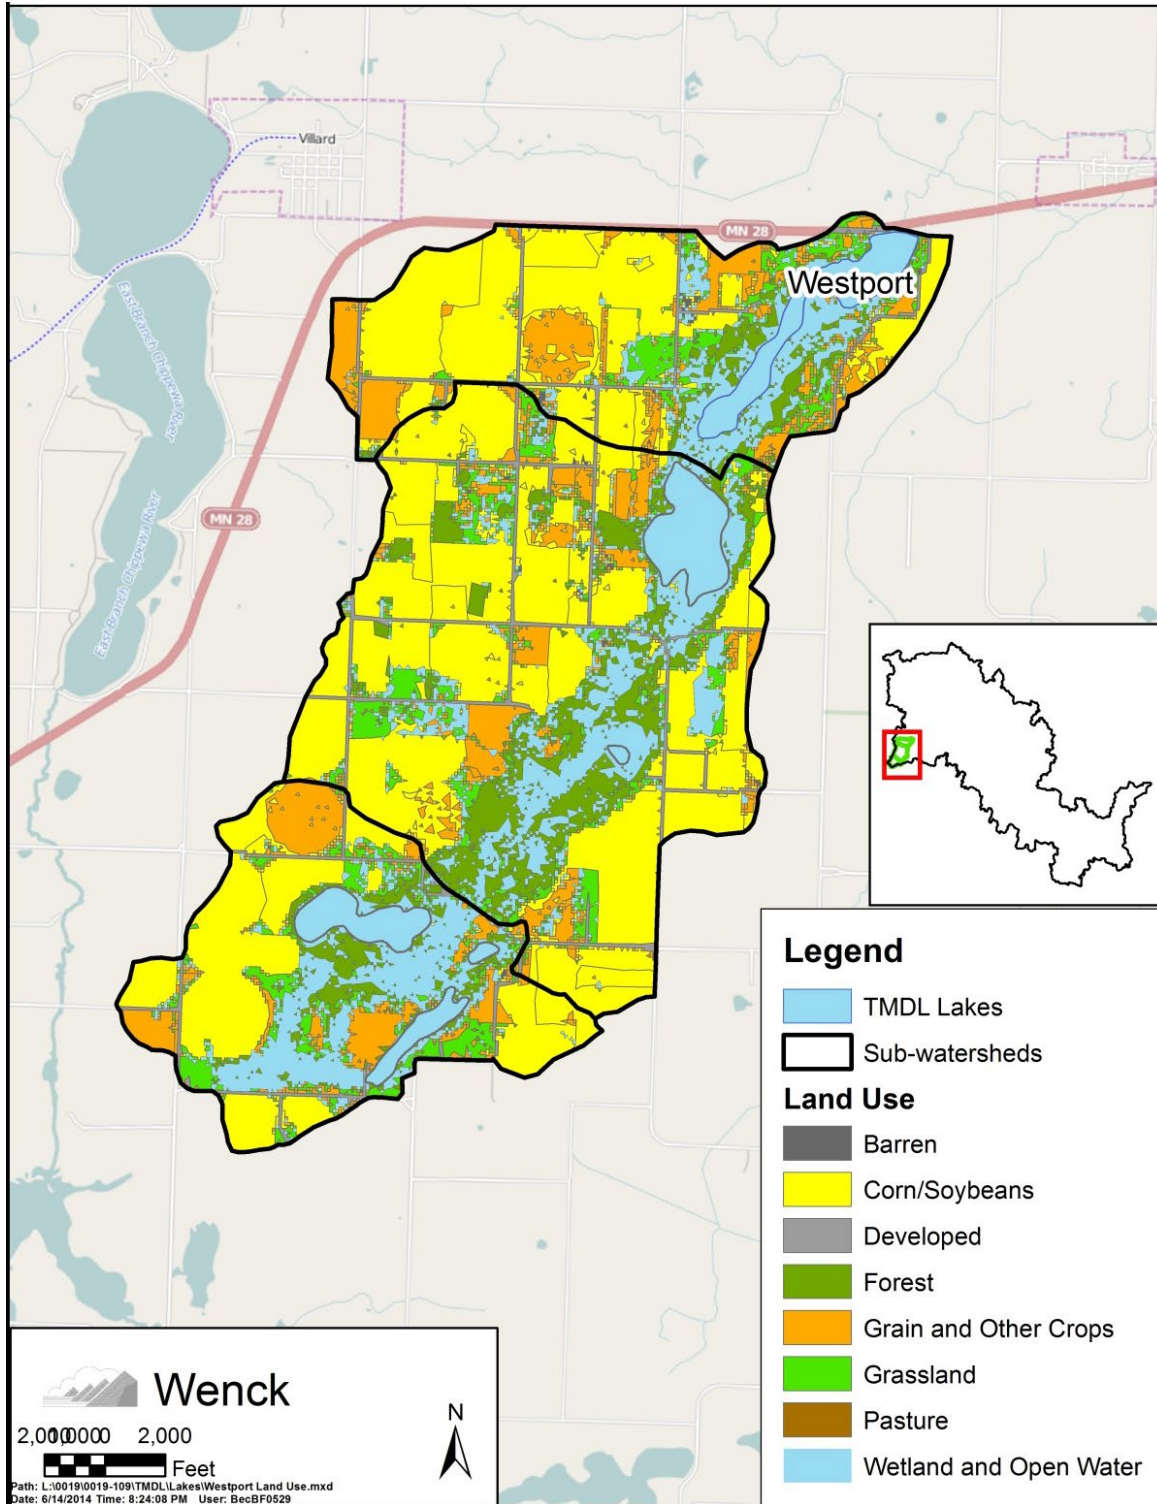 Villard
MN 28
Westport
East Branch Chippewa River
East Branch Chippewa River
MN 28
Legend
TMDL Lakes
Sub-watersheds
Land Use
Barren
Corn/Soybeans
Developed
Forest
Grain and Other Crops
Grassland
Pasture
Wetland and Open Water
Wenck
N
2,000 1,000 0 2,000
Feet
Path: L:\0019\0019-109\TMDL\Lakes\Westport Land Use.mxd
Date: 6/14/2014 Time: 8:24:08 PM User: BecBF0529